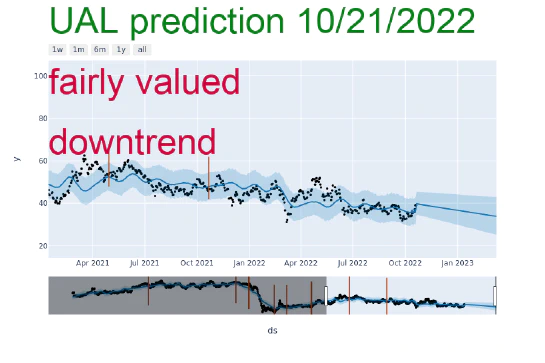 UAL prediction 10/21/2022
1w 1m 6m 1y all
100
fairly valued
80
downtrend
60
y
40
20
Apr 2021 Jul 2021 Oct 2021 Jan 2022 Apr 2022 Jul 2022 Oct 2022 Jan 2023
ds